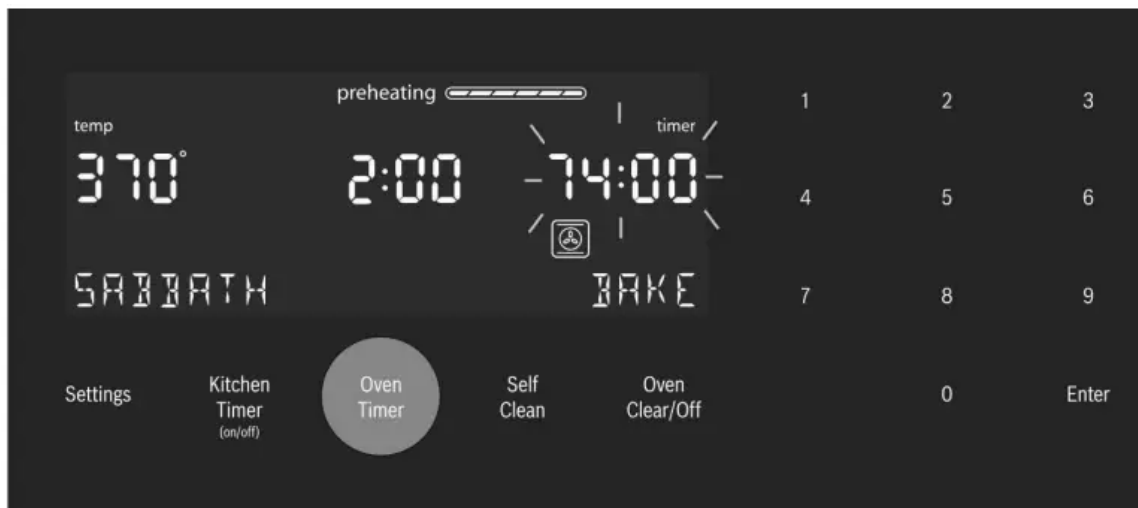 preheating
temp
timer
370°
2:00
74:00
SABBATH
BAKE
Settings
Kitchen
Timer
(on/off)
Oven
Timer
Self
Clean
Oven
Clear/Off
1
2
3
4
5
6
7
8
9
0
Enter